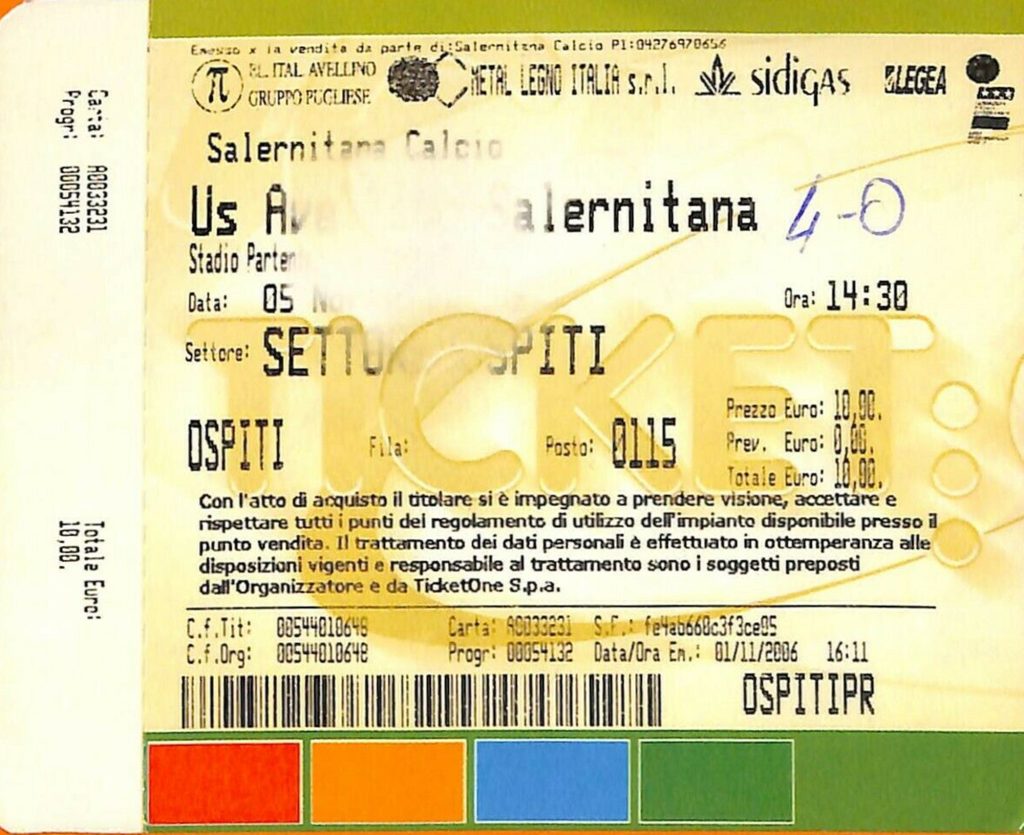 Emesso x la vendita da parte di:Salernitana Calcio PI:04276970656
π EL. ITAL. AVELLINO
GRUPPO PUGLIESE
METAL LEGNO ITALIA s.r.l.
sidigas
LEGEA
Salernitana Calcio
Us Salernitana 4-0
Stadio
Data: 05 Ora: 14:30
Settore: SETTORE OSPITI
TICKET
OSPITI Fila: Posto: 0115
Prezzo Euro: 10,00.
Prev. Euro: 0,00.
Totale Euro: 10,00.
Con l'atto di acquisto il titolare si è impegnato a prendere visione, accettare e
rispettare tutti i punti del regolamento di utilizzo dell'impianto disponibile presso il
punto vendita. Il trattamento dei dati personali è effettuato in ottemperanza alle
disposizioni vigenti e responsabile al trattamento sono i soggetti preposti
dall'Organizzatore e da TicketOne S.p.a.
C.f.Tit: 00544010648 Carta: A0033231 S.F.: fe4ab660c3f3ce05
C.f.Org: 00544010648 Progr: 00054132 Data/Ora Em.: 01/11/2006 16:11
OSPITIPR
Carta: A0033231
Progr: 00054132
Totale Euro:
10,00.